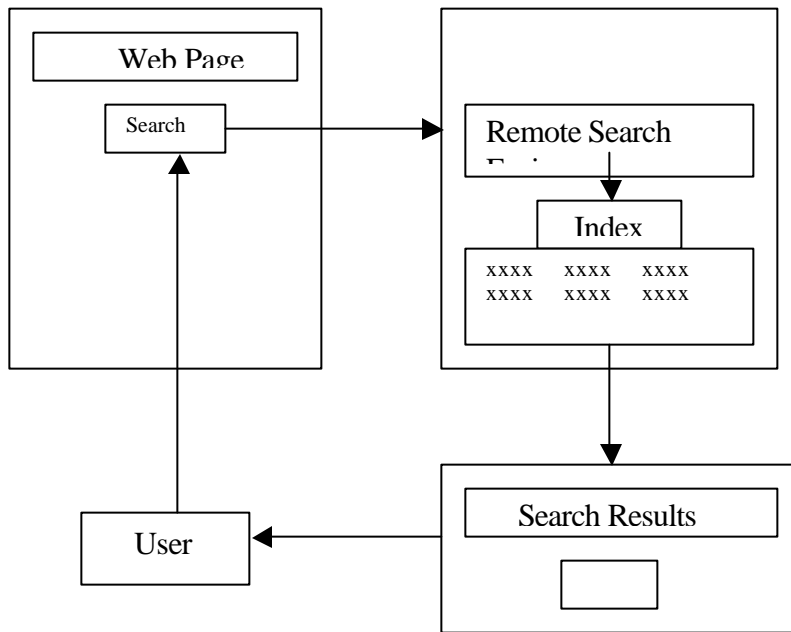 Web Page
Search
Remote Search
Index
xxxx xxxx xxxx
xxxx xxxx xxxx
Search Results
User